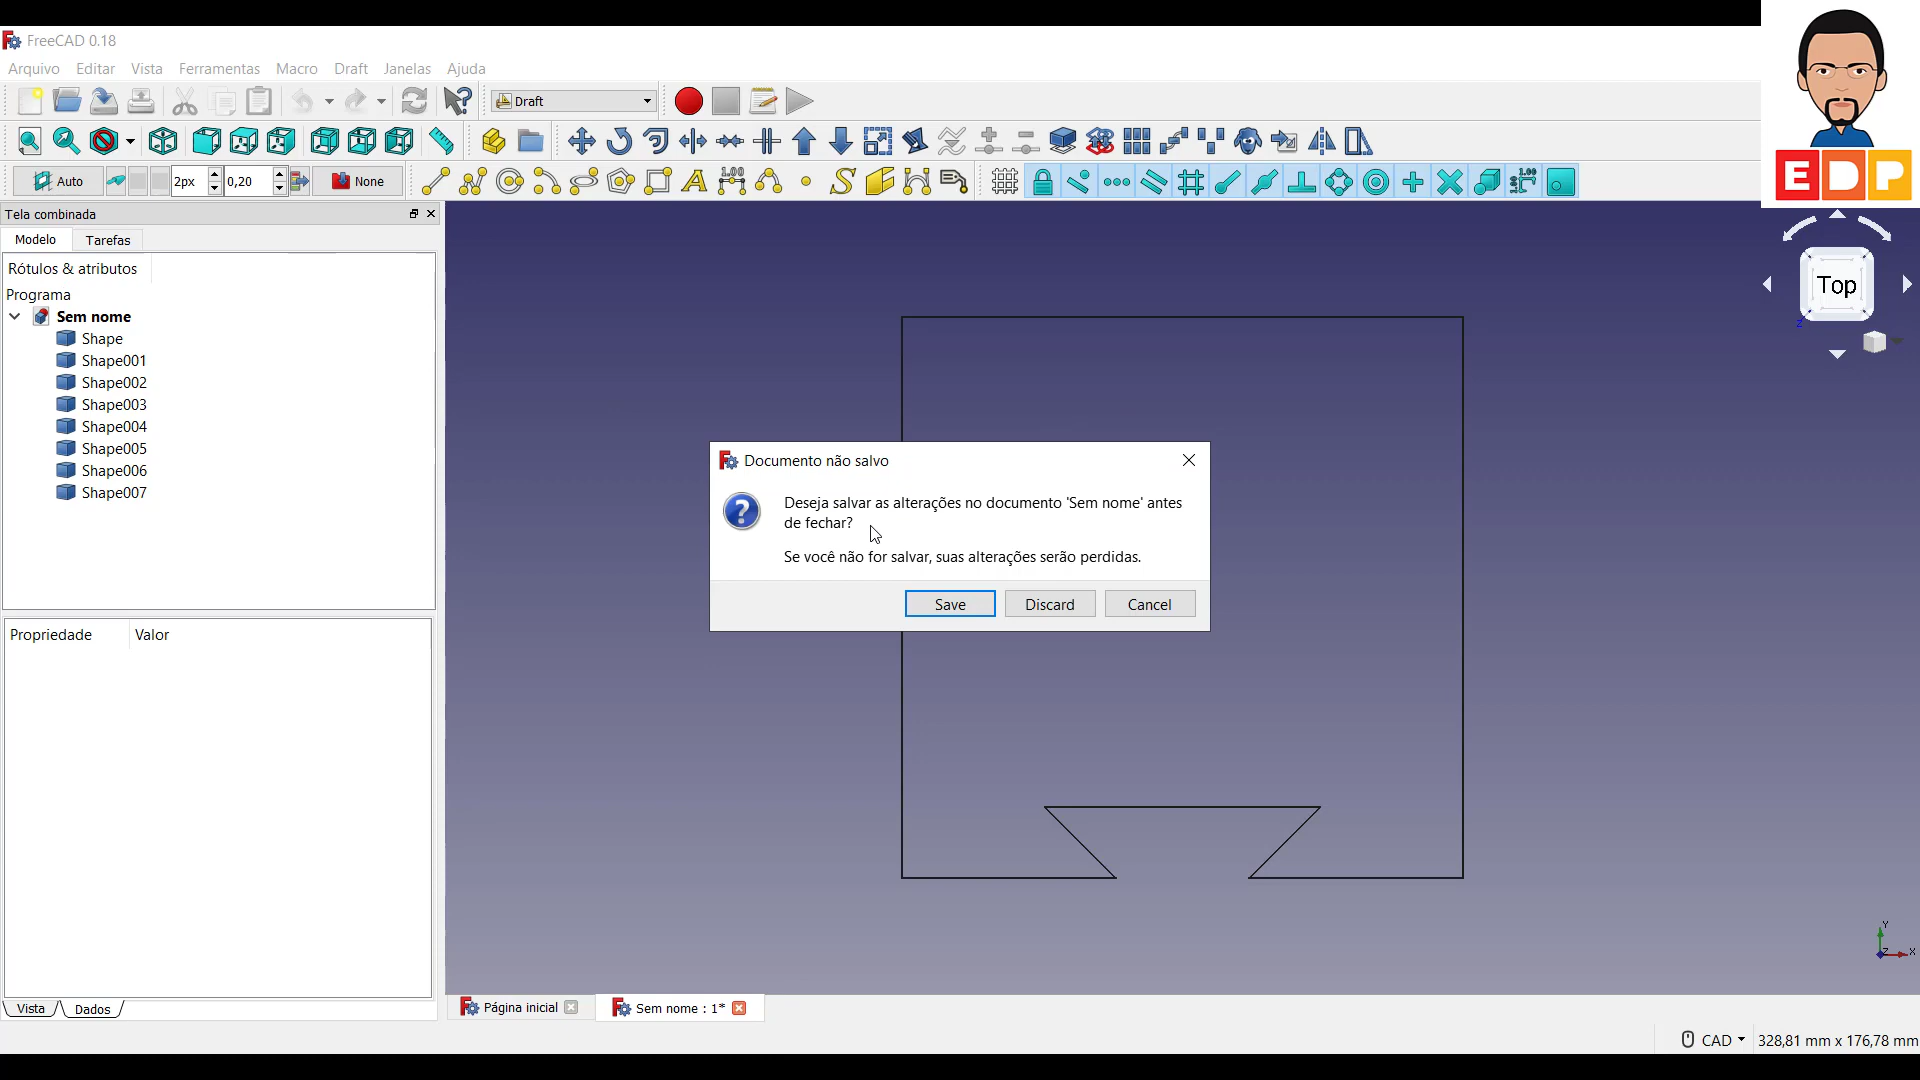 FreeCAD 0.18
Arquivo Editar Vista Ferramentas Macro Draft Janelas Ajuda
Draft
Auto 2px 0,20 None
A 1.00
1.00
EDP
Tela combinada
Modelo Tarefas
Rótulos & atributos
Programa
Sem nome
Shape
Shape001
Shape002
Shape003
Shape004
Shape005
Shape006
Shape007
Propriedade Valor
Vista Dados
Top
Z
Documento não salvo
Deseja salvar as alterações no documento 'Sem nome' antes
de fechar?
Se você não for salvar, suas alterações serão perdidas.
Save Discard Cancel
Y
Z X
Página inicial Sem nome : 1*
CAD 328,81 mm x 176,78 mm